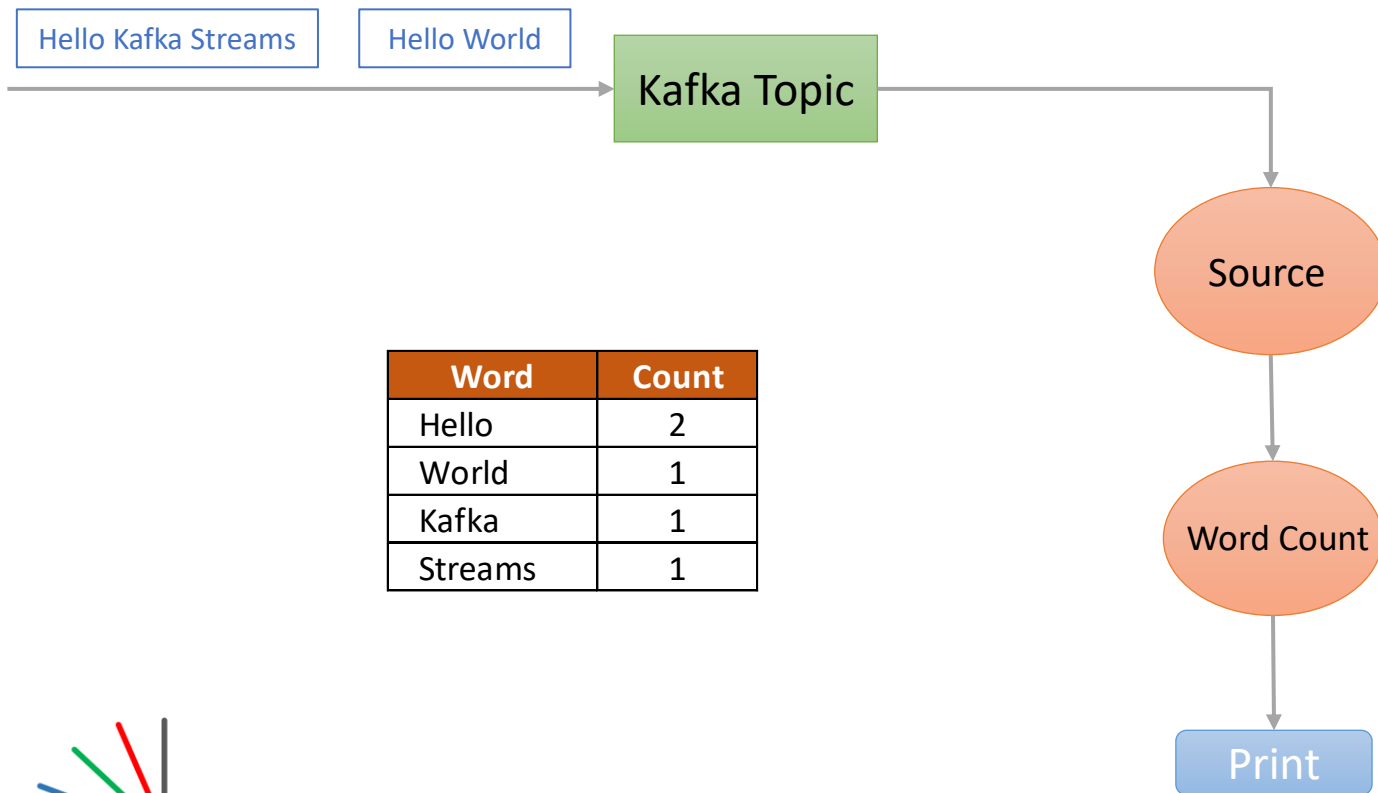 Hello Kafka Streams
Hello World
Kafka Topic
Source
Word Count
Hello 2
World 1
Kafka 1
Streams 1
Word Count
Print